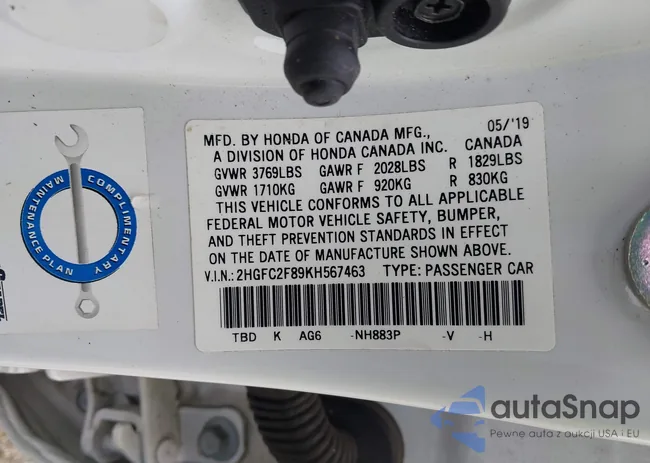 MFD. BY HONDA OF CANADA MFG., 05/'19
A DIVISION OF HONDA CANADA INC. CANADA
GVWR 3769LBS GAWR F 2028LBS R 1829LBS
GVWR 1710KG GAWR F 920KG R 830KG
THIS VEHICLE CONFORMS TO ALL APPLICABLE
FEDERAL MOTOR VEHICLE SAFETY, BUMPER,
AND THEFT PREVENTION STANDARDS IN EFFECT
ON THE DATE OF MANUFACTURE SHOWN ABOVE.
V.I.N.: 2HGFC2F89KH567463 TYPE: PASSENGER CAR
TBD K AG6 -NH883P -V -H
COMPLIMENTARY
MAINTENANCE PLAN
autoSnap
Pewne auta z aukcji USA i EU